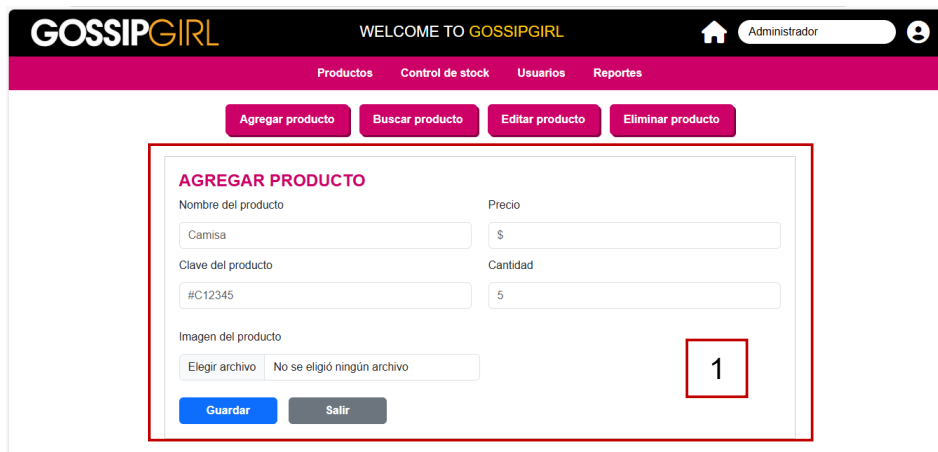 GOSSIPGIRL WELCOME TO GOSSIPGIRL Administrador
Productos Control de stock Usuarios Reportes
Agregar producto Buscar producto Editar producto Eliminar producto
AGREGAR PRODUCTO
Nombre del producto Precio
Camisa $
Clave del producto Cantidad
#C12345 5
Imagen del producto
Elegir archivo No se eligió ningún archivo
1
Guardar Salir